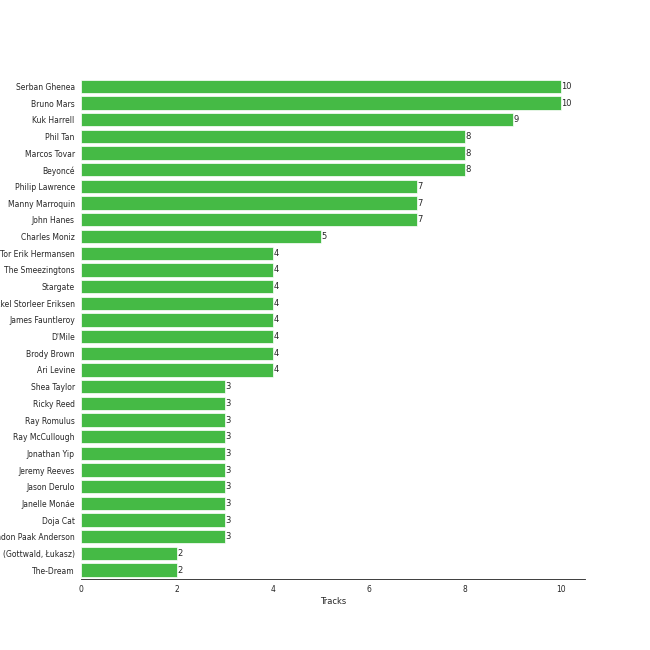 Serban Ghenea 10
Bruno Mars 10
Kuk Harrell 9
Phil Tan 8
Marcos Tovar 8
Beyoncé 8
Philip Lawrence 7
Manny Marroquin 7
John Hanes 7
Charles Moniz 5
Tor Erik Hermansen 4
The Smeezingtons 4
Stargate 4
kel Storleer Eriksen 4
James Fauntleroy 4
D'Mile 4
Brody Brown 4
Ari Levine 4
Shea Taylor 3
Ricky Reed 3
Ray Romulus 3
Ray McCullough 3
Jonathan Yip 3
Jeremy Reeves 3
Jason Derulo 3
Janelle Monáe 3
Doja Cat 3
don Paak Anderson 3
(Gottwald, Łukasz) 2
The-Dream 2
0 2 4 6 8 10
Tracks